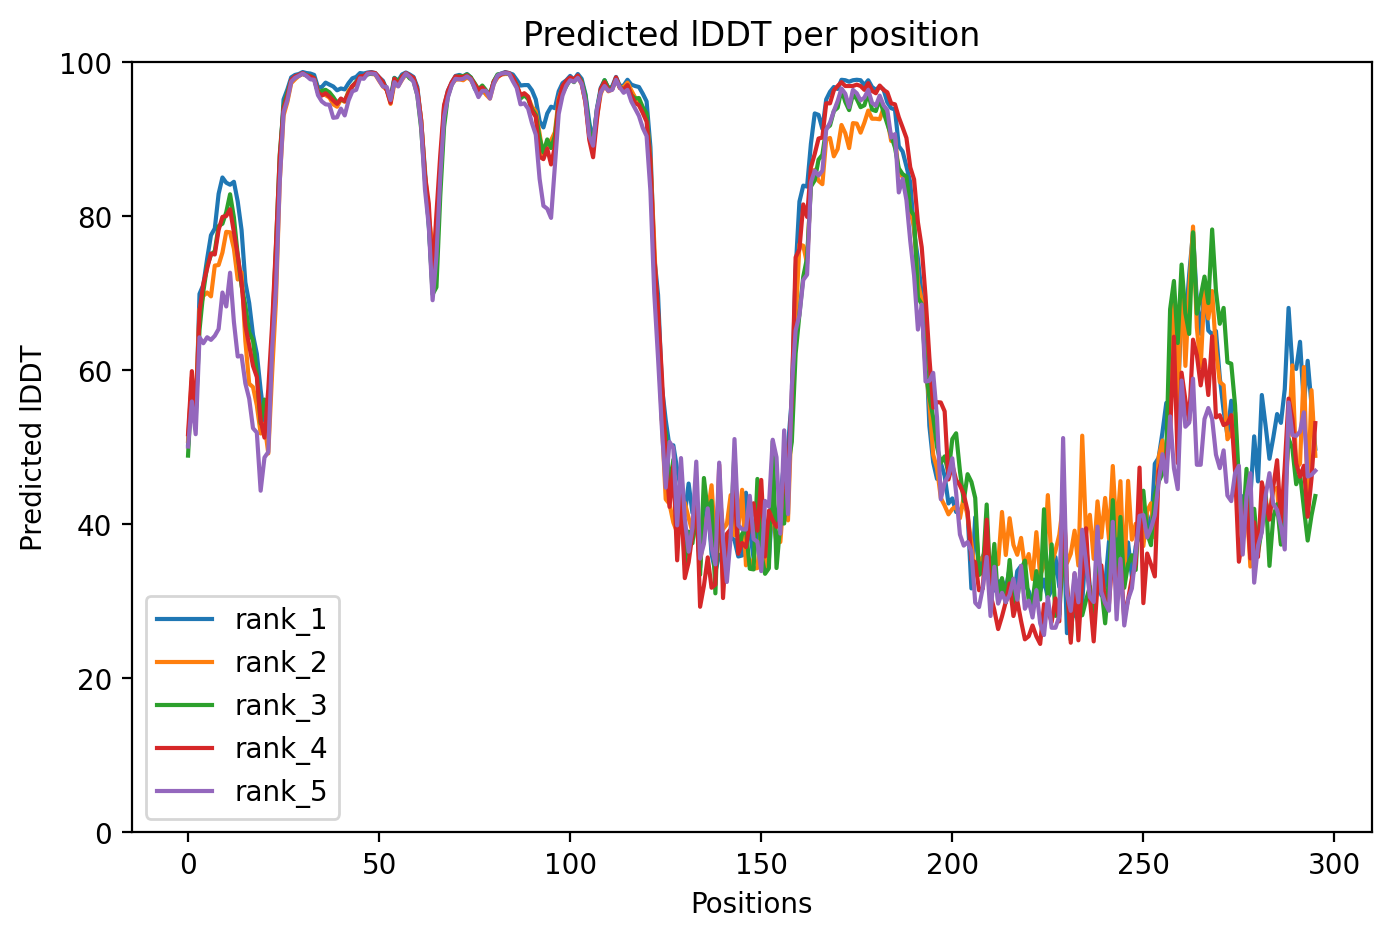 Predicted lDDT per position
100
80
60
40
20
0
Predicted lDDT
rank_1
rank_2
rank_3
rank_4
rank_5
0 50 100 150 200 250 300
Positions